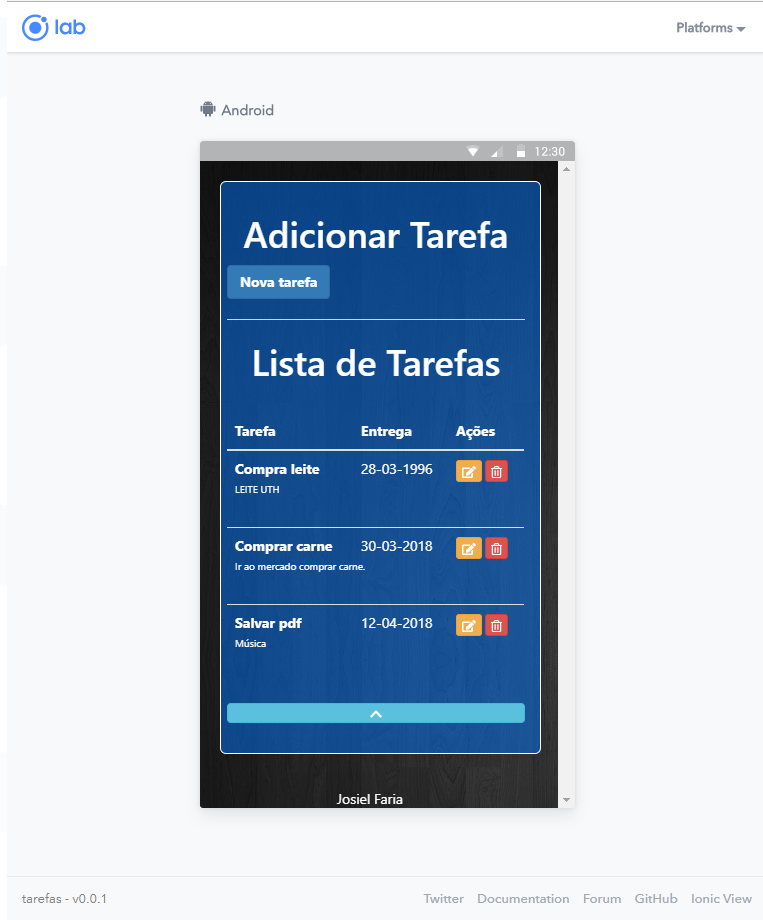 lab
Platforms
Android
12:30
Adicionar Tarefa
Nova tarefa
Lista de Tarefas
Tarefa Entrega Ações
Compra leite 28-03-1996
LEITE UTH
Comprar carne 30-03-2018
Ir ao mercado comprar carne.
Salvar pdf 12-04-2018
Música
Josiel Faria
tarefas - v0.0.1 Twitter Documentation Forum GitHub Ionic View